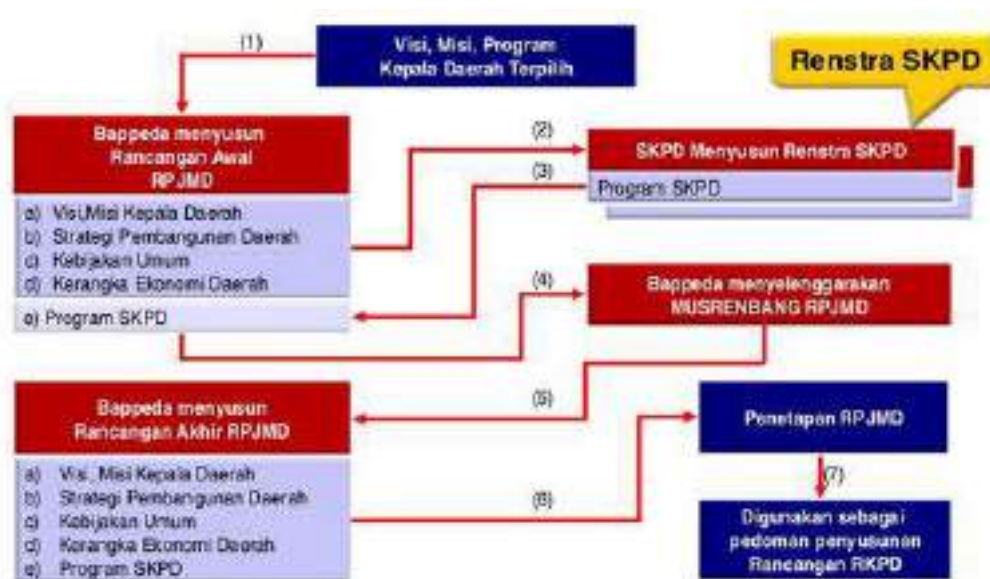 (1)
Visi, Misi, Program
Kepala Daerah Terpilih
Renstra SKPD
Bappeda menyusun
Rancangan Awal
RPJMD
a) Visi,Misi Kepala Daerah
b) Strategi Pembangunan Daerah
c) Kebijakan Umum
d) Kerangka Ekonomi Daerah
e) Program SKPD
(2)
(3)
SKPD Menyusun Renstra SKPD
Program SKPD
(4)
Bappeda menyelenggarakan
MUSRENBANG RPJMD
Bappeda menyusun
Rancangan Akhir RPJMD
a) Visi, Misi Kepala Daerah
b) Strategi Pembangunan Daerah
c) Kebijakan Umum
d) Kerangka Ekonomi Daerah
e) Program SKPD
(5)
(6)
Penetapan RPJMD
(7)
Digunakan sebagai
pedoman penyusunan
Rancangan RKPD